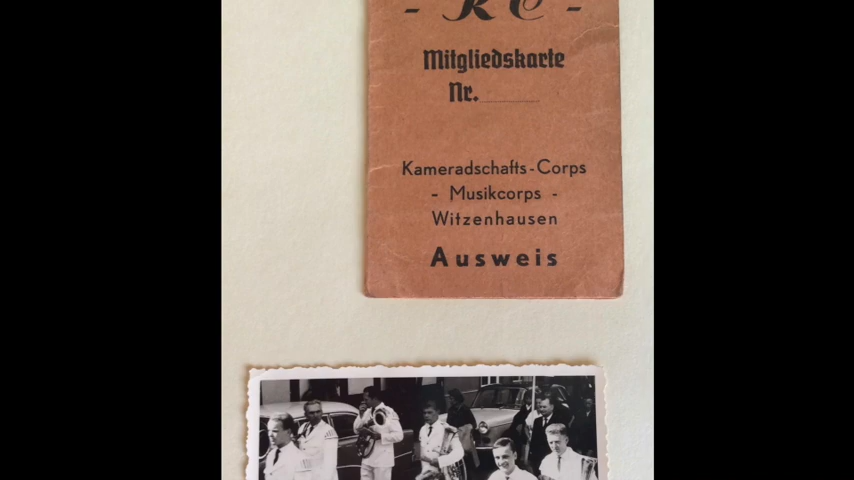 - KC -
Mitgliedskarte
Nr.
Kameradschafts-Corps
- Musikcorps -
Witzenhausen
Ausweis